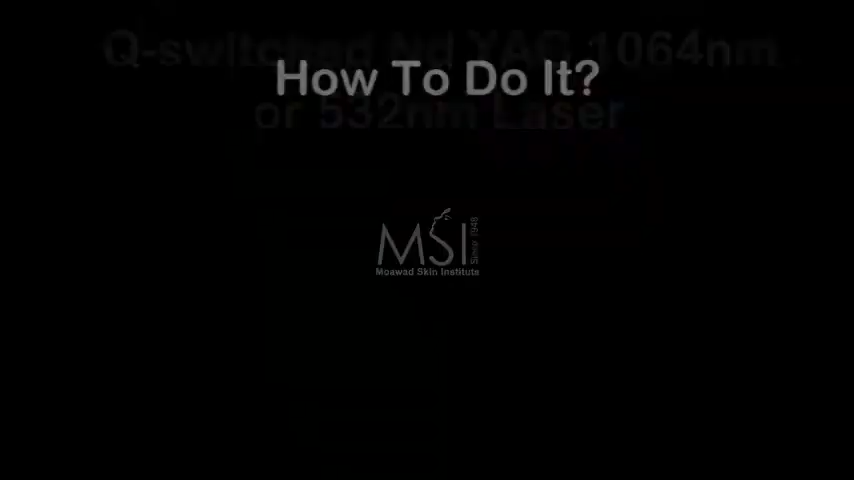 Q-switched Nd YAG 1064nm
How To Do It?
or 532nm Laser
MSI
Since 1948
Moawad Skin Institute